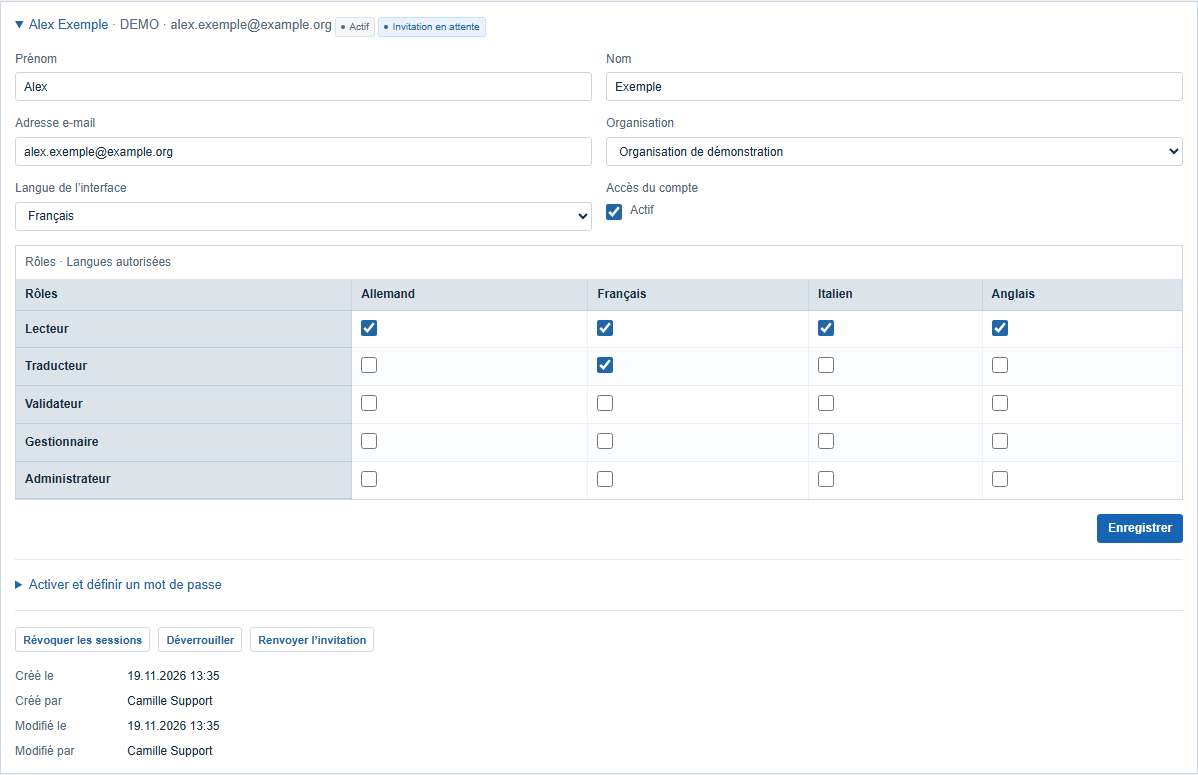 Alex Exemple · DEMO · alex.exemple@example.org Actif Invitation en attente
Prénom Nom
Alex Exemple
Adresse e-mail Organisation
alex.exemple@example.org Organisation de démonstration
Langue de l’interface Accès du compte
Français Actif
Rôles · Langues autorisées
Rôles Allemand Français Italien Anglais
Lecteur
Traducteur
Validateur
Gestionnaire
Administrateur
Enregistrer
Activer et définir un mot de passe
Révoquer les sessions Déverrouiller Renvoyer l’invitation
Créé le 19.11.2026 13:35
Créé par Camille Support
Modifié le 19.11.2026 13:35
Modifié par Camille Support